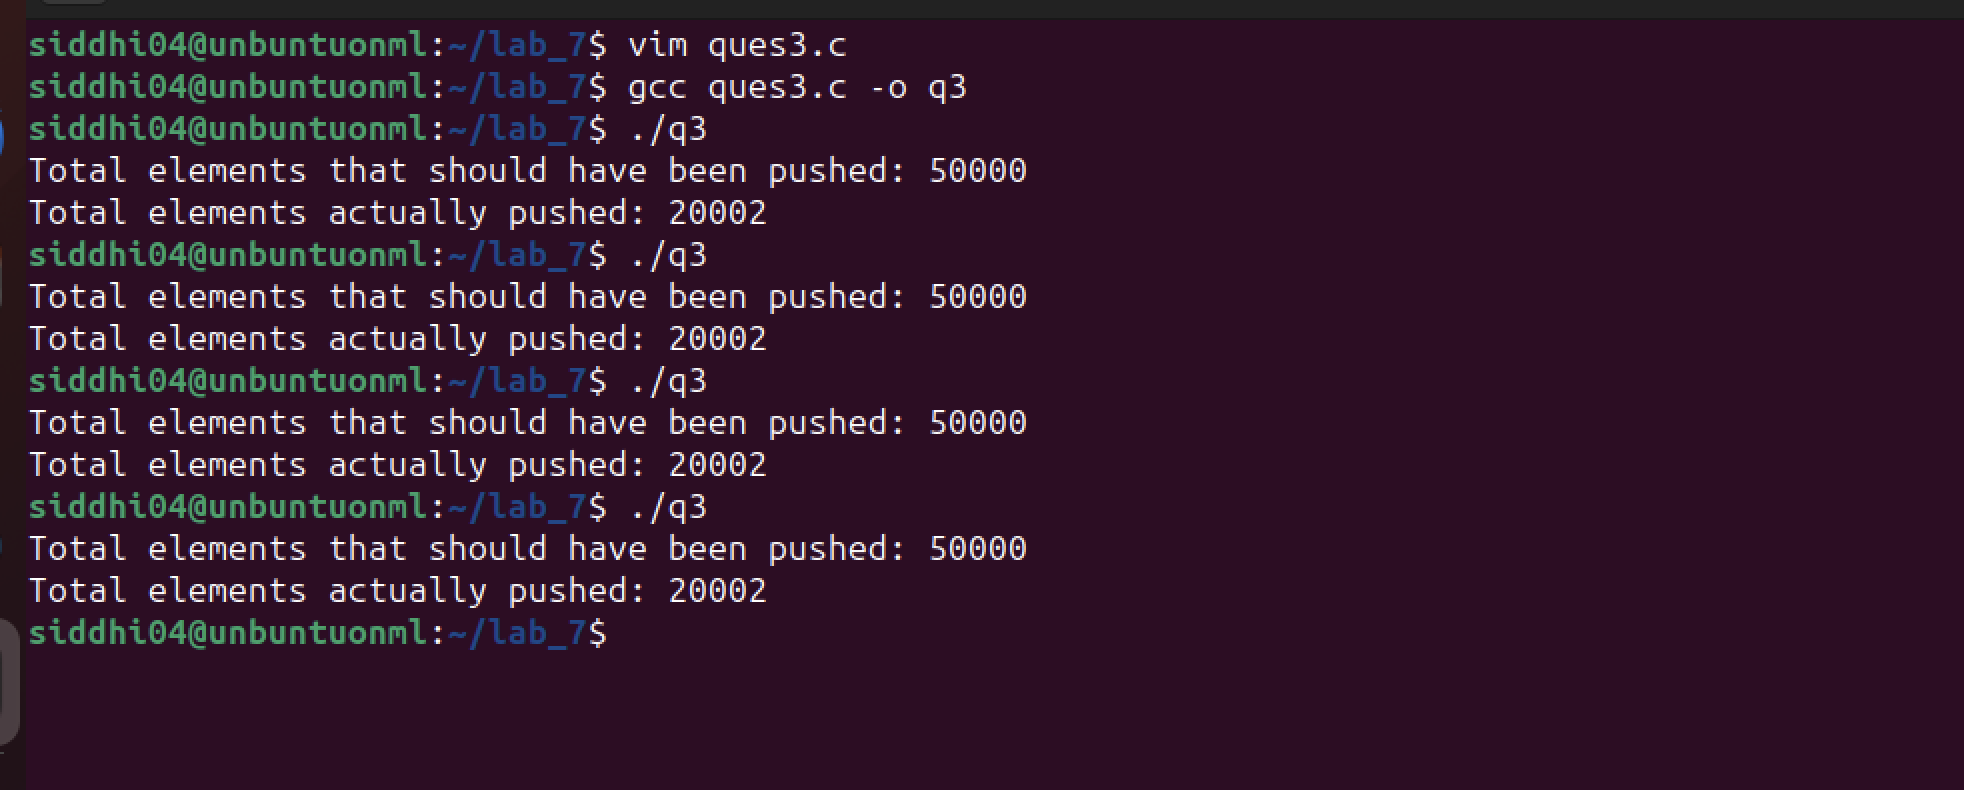 siddhi04@unbuntuonml:~/lab_7$ vim ques3.c
siddhi04@unbuntuonml:~/lab_7$ gcc ques3.c -o q3
siddhi04@unbuntuonml:~/lab_7$ ./q3
Total elements that should have been pushed: 50000
Total elements actually pushed: 20002
siddhi04@unbuntuonml:~/lab_7$ ./q3
Total elements that should have been pushed: 50000
Total elements actually pushed: 20002
siddhi04@unbuntuonml:~/lab_7$ ./q3
Total elements that should have been pushed: 50000
Total elements actually pushed: 20002
siddhi04@unbuntuonml:~/lab_7$ ./q3
Total elements that should have been pushed: 50000
Total elements actually pushed: 20002
siddhi04@unbuntuonml:~/lab_7$